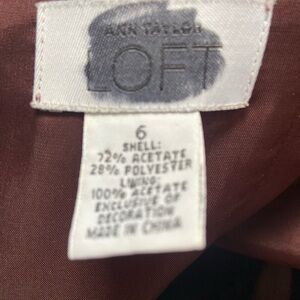 ANN TAYLOR
LOFT
6
SHELL:
72% ACETATE
28% POLYESTER
LINING:
100% ACETATE
EXCLUSIVE OF
DECORATION
MADE IN CHINA